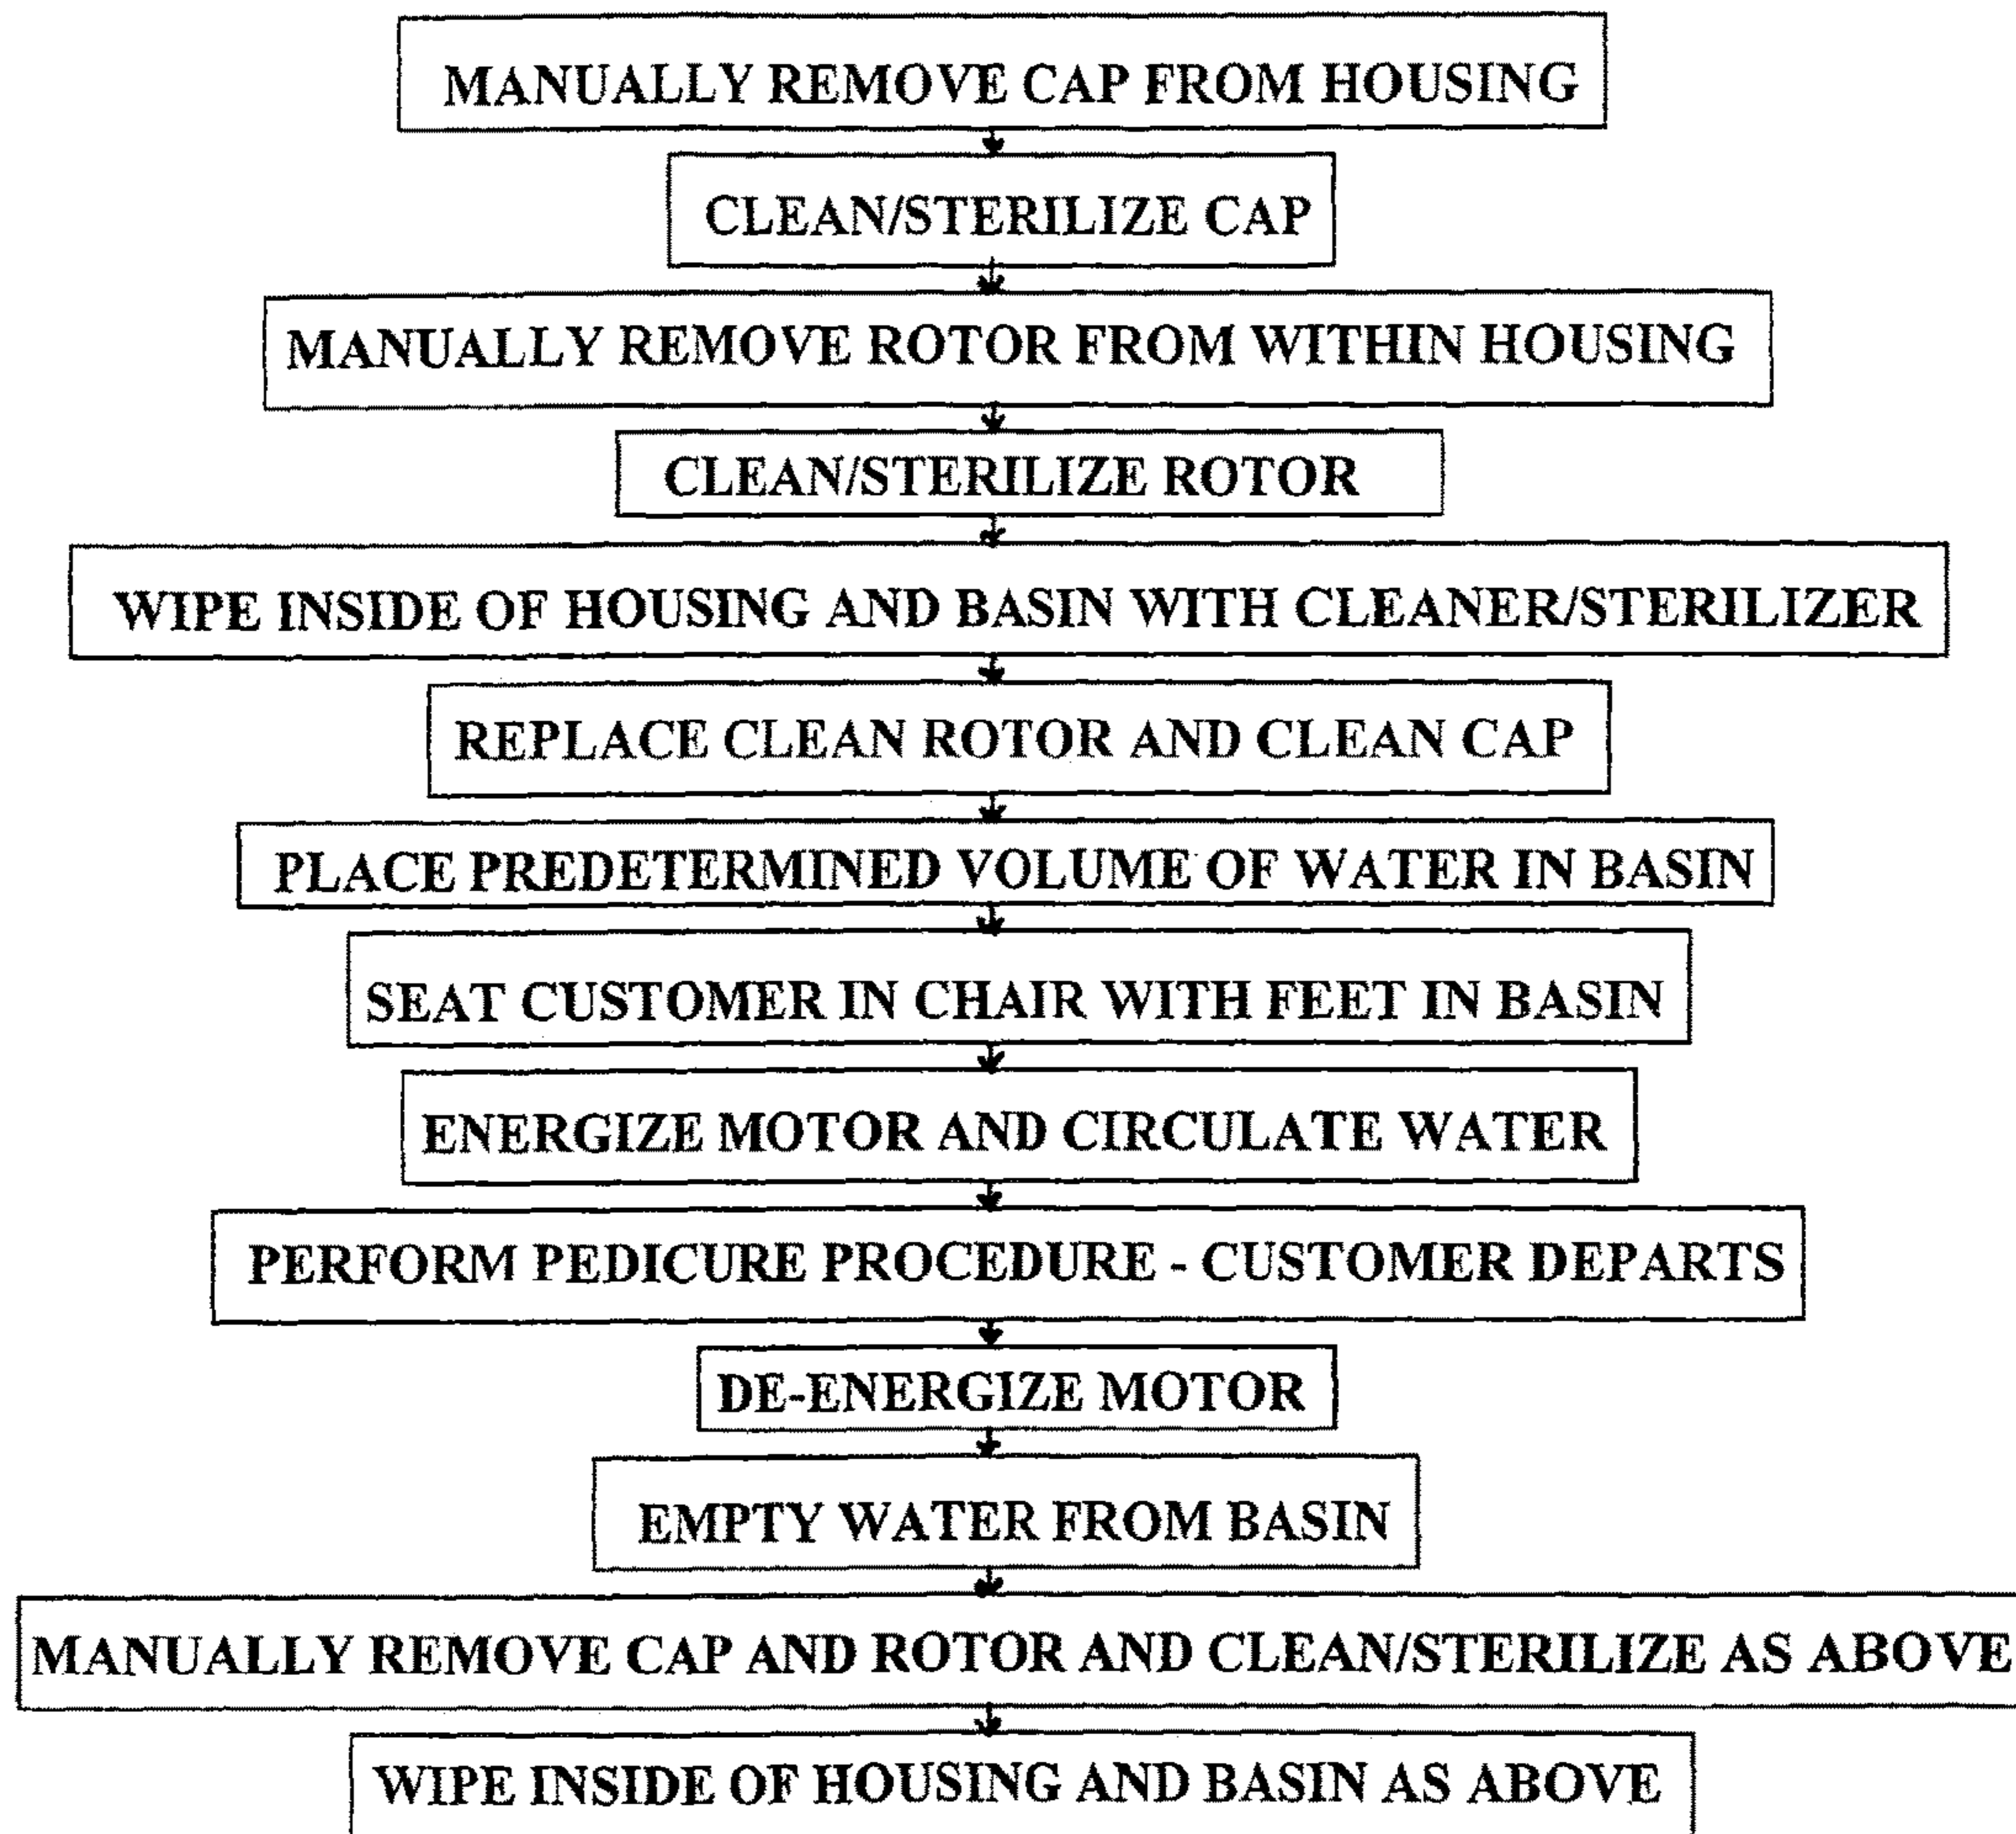 MANUALLY REMOVE CAP FROM HOUSING
CLEAN/STERILIZE CAP
MANUALLY REMOVE ROTOR FROM WITHIN HOUSING
CLEAN/STERILIZE ROTOR
WIPE INSIDE OF HOUSING AND BASIN WITH CLEANER/STERILIZER
REPLACE CLEAN ROTOR AND CLEAN CAP
PLACE PREDETERMINED VOLUME OF WATER IN BASIN
SEAT CUSTOMER IN CHAIR WITH FEET IN BASIN
ENERGIZE MOTOR AND CIRCULATE WATER
PERFORM PEDICURE PROCEDURE - CUSTOMER DEPARTS
DE-ENERGIZE MOTOR
EMPTY WATER FROM BASIN
MANUALLY REMOVE CAP AND ROTOR AND CLEAN/STERILIZE AS ABOVE
WIPE INSIDE OF HOUSING AND BASIN AS ABOVE